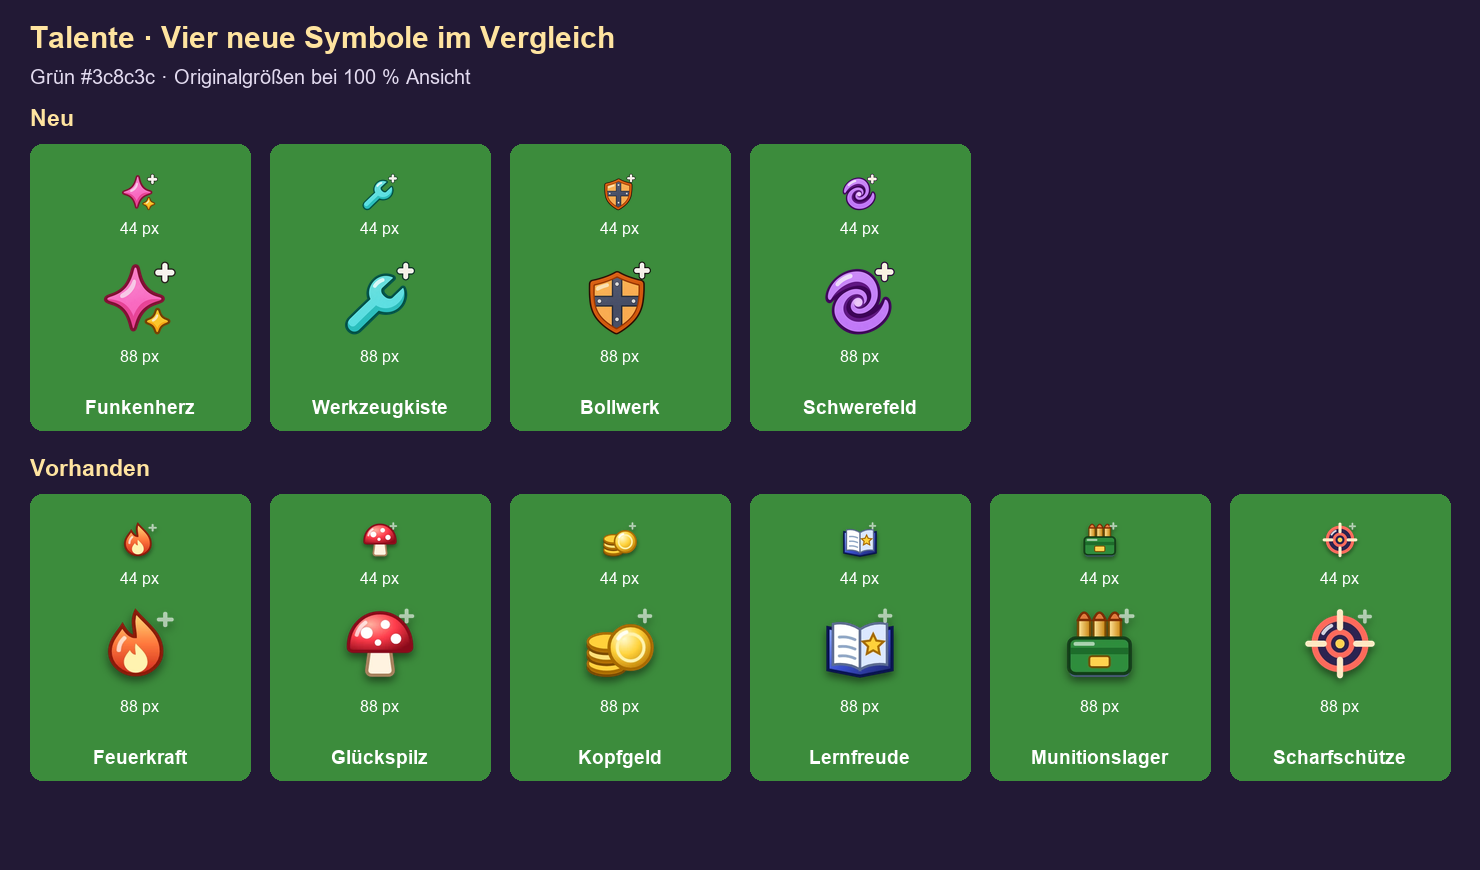 Talente · Vier neue Symbole im Vergleich
Grün #3c8c3c · Originalgrößen bei 100 % Ansicht
Neu
44 px 44 px 44 px 44 px
88 px 88 px 88 px 88 px
Funkenherz Werkzeugkiste Bollwerk Schwerefeld
Vorhanden
44 px 44 px 44 px 44 px 44 px 44 px
88 px 88 px 88 px 88 px 88 px 88 px
Feuerkraft Glückspilz Kopfgeld Lernfreude Munitionslager Scharfschütze